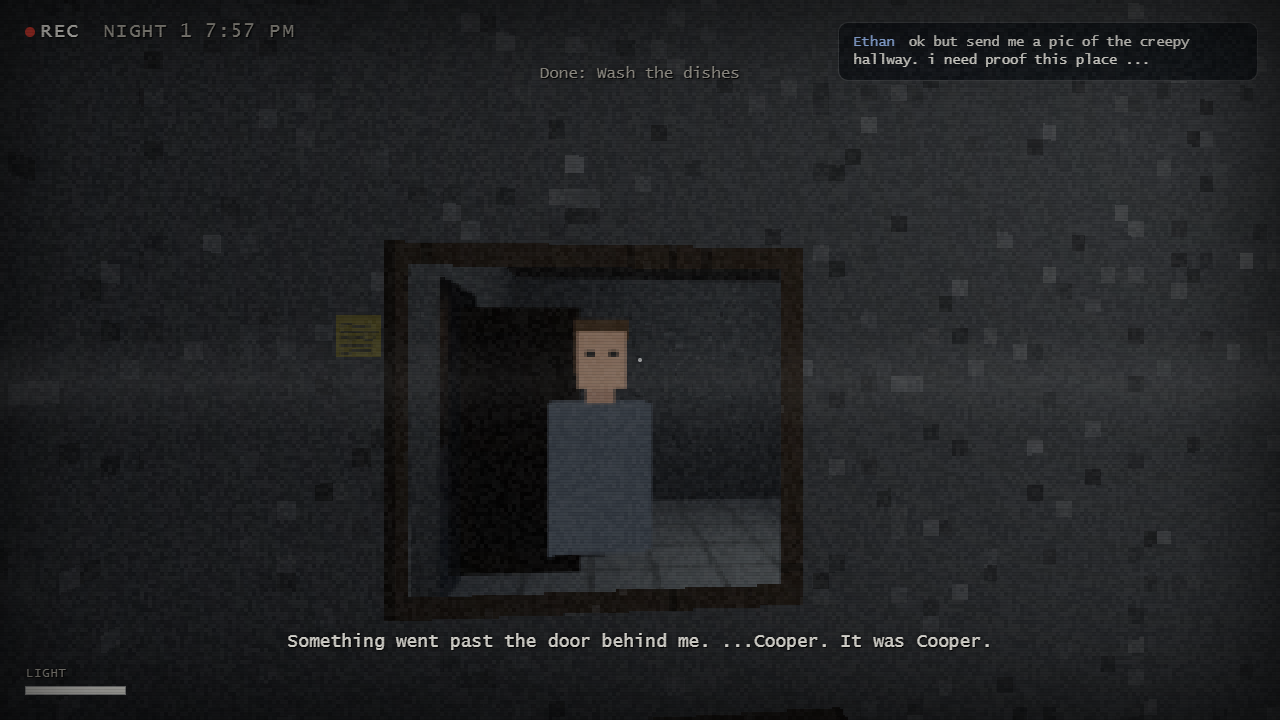 REC NIGHT 1 7:57 PM
Ethan ok but send me a pic of the creepy
hallway. i need proof this place ...
Done: Wash the dishes
Something went past the door behind me. ...Cooper. It was Cooper.
LIGHT